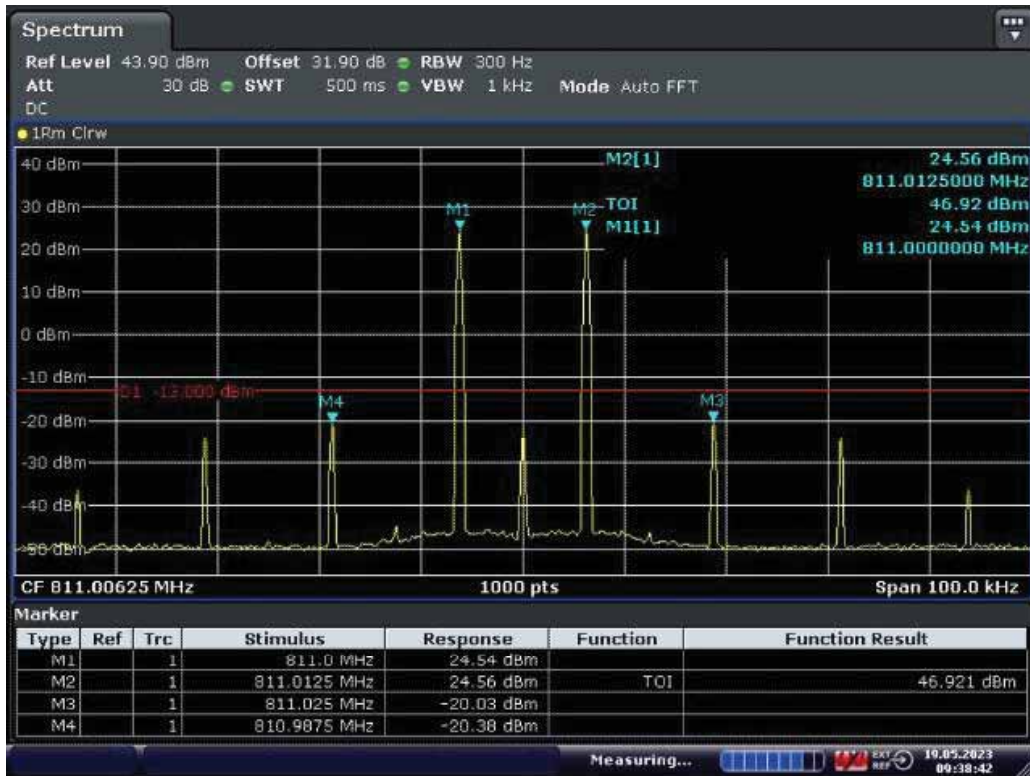 Spectrum
Ref Level 43.90 dBm Offset 31.90 dB RBW 300 Hz
Att 30 dB SWT 500 ms VBW 1 kHz Mode Auto FFT
DC
1Rm Clrw
40 dBm M2[1] 24.56 dBm
811.0125000 MHz
30 dBm M1 M2 TOI 46.92 dBm
M1[1] 24.54 dBm
20 dBm 811.0000000 MHz
10 dBm
0 dBm
-10 dBm
D1 -13.000 dBm
M4 M3
-20 dBm
-30 dBm
-40 dBm
-50 dBm
CF 811.00625 MHz 1000 pts Span 100.0 kHz
Marker
Type Ref Trc Stimulus Response Function Function Result
M1 1 811.0 MHz 24.54 dBm
M2 1 811.0125 MHz 24.56 dBm TOI 46.921 dBm
M3 1 811.025 MHz -20.03 dBm
M4 1 810.9875 MHz -20.38 dBm
Measuring... EXT REF 19.05.2023
09:38:42